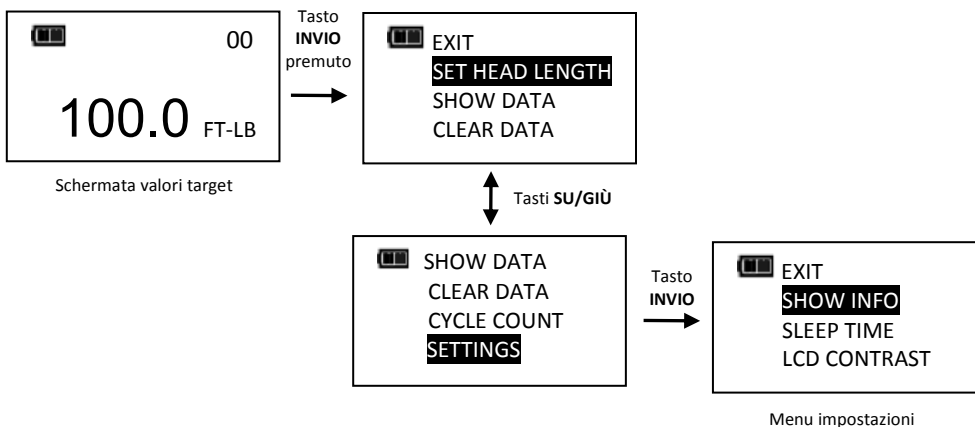 00
100.0 FT-LB
Schermata valori target
Tasto
INVIO
premuto
EXIT
SET HEAD LENGTH
SHOW DATA
CLEAR DATA
Tasti SU/GIÙ
SHOW DATA
CLEAR DATA
CYCLE COUNT
SETTINGS
Tasto
INVIO
EXIT
SHOW INFO
SLEEP TIME
LCD CONTRAST
Menu impostazioni